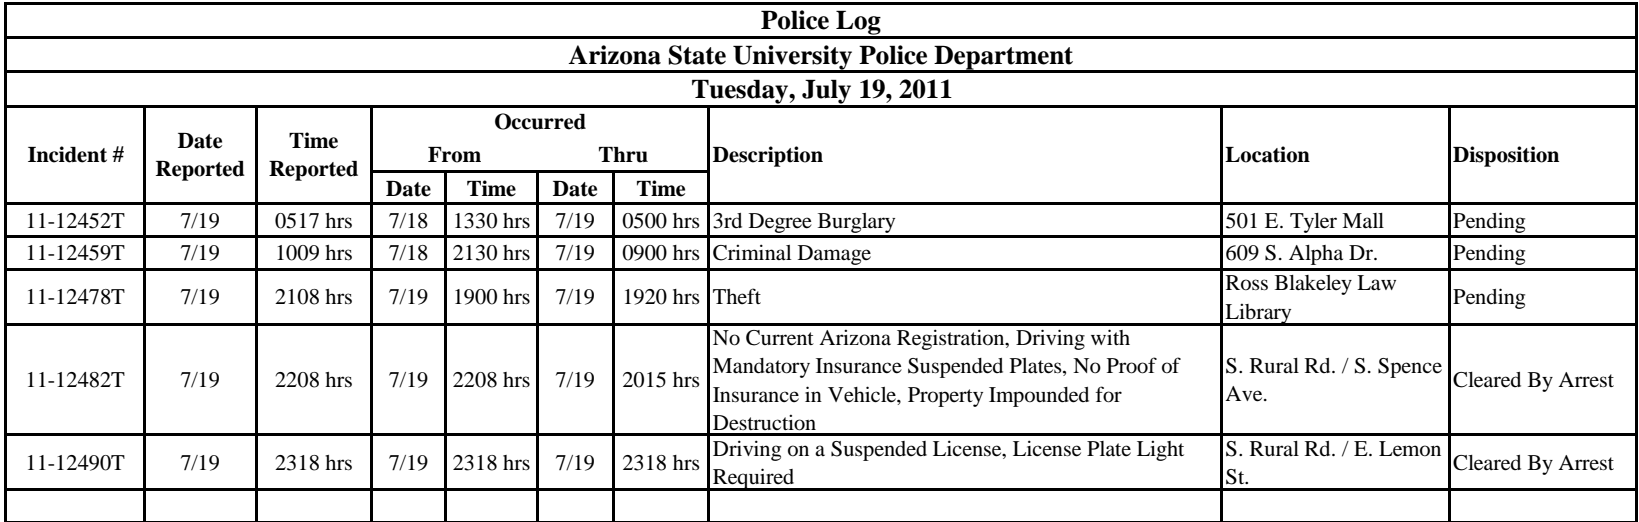 Police Log
Arizona State University Police Department
Tuesday, July 19, 2011
Incident # Date Reported Time Reported Occurred From Thru Description Location Disposition
Date Time Date Time
11-12452T 7/19 0517 hrs 7/18 1330 hrs 7/19 0500 hrs 3rd Degree Burglary 501 E. Tyler Mall Pending
11-12459T 7/19 1009 hrs 7/18 2130 hrs 7/19 0900 hrs Criminal Damage 609 S. Alpha Dr. Pending
11-12478T 7/19 2108 hrs 7/19 1900 hrs 7/19 1920 hrs Theft Ross Blakeley Law
Library Pending
11-12482T 7/19 2208 hrs 7/19 2208 hrs 7/19 2015 hrs No Current Arizona Registration, Driving with
Mandatory Insurance Suspended Plates, No Proof of
Insurance in Vehicle, Property Impounded for
Destruction S. Rural Rd. / S. Spence
Ave. Cleared By Arrest
11-12490T 7/19 2318 hrs 7/19 2318 hrs 7/19 2318 hrs Driving on a Suspended License, License Plate Light
Required S. Rural Rd. / E. Lemon
St. Cleared By Arrest